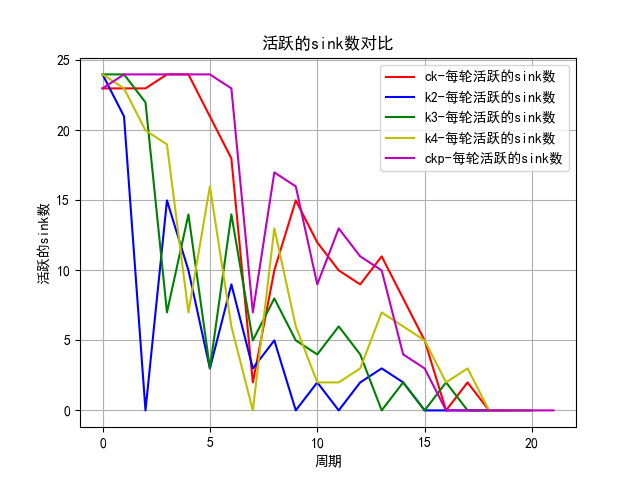 活跃的sink数对比
25
20
15
10
5
0
活跃的sink数
ck-每轮活跃的sink数
k2-每轮活跃的sink数
k3-每轮活跃的sink数
k4-每轮活跃的sink数
ckp-每轮活跃的sink数
0 5 10 15 20
周期